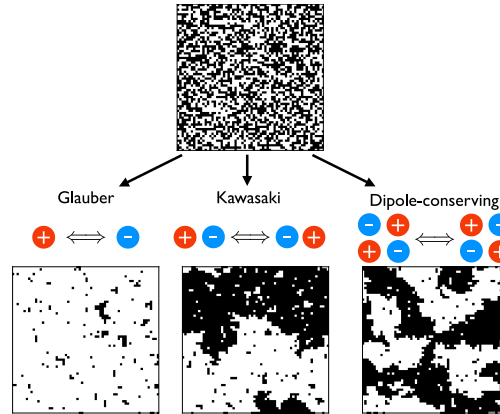 Glauber
Kawasaki
Dipole-conserving
+ ⟺ -
+ - ⟺ - +
- + ⟺ + -
+ - - +